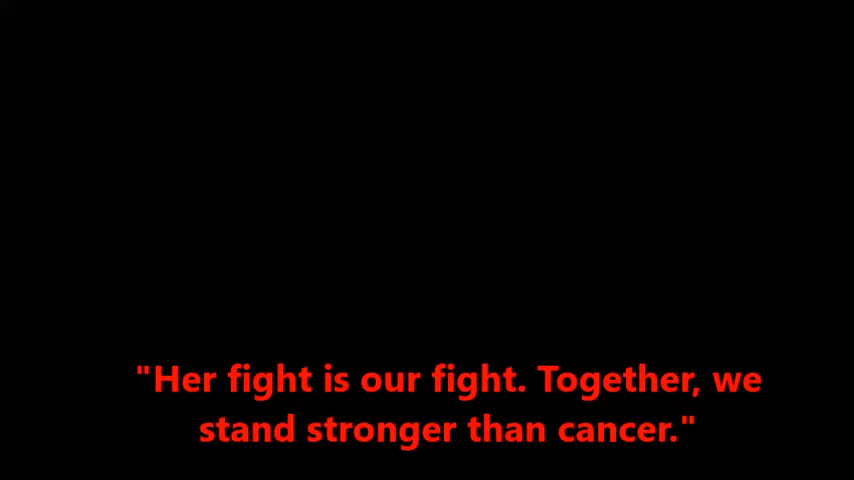 "Her fight is our fight. Together, we
stand stronger than cancer."